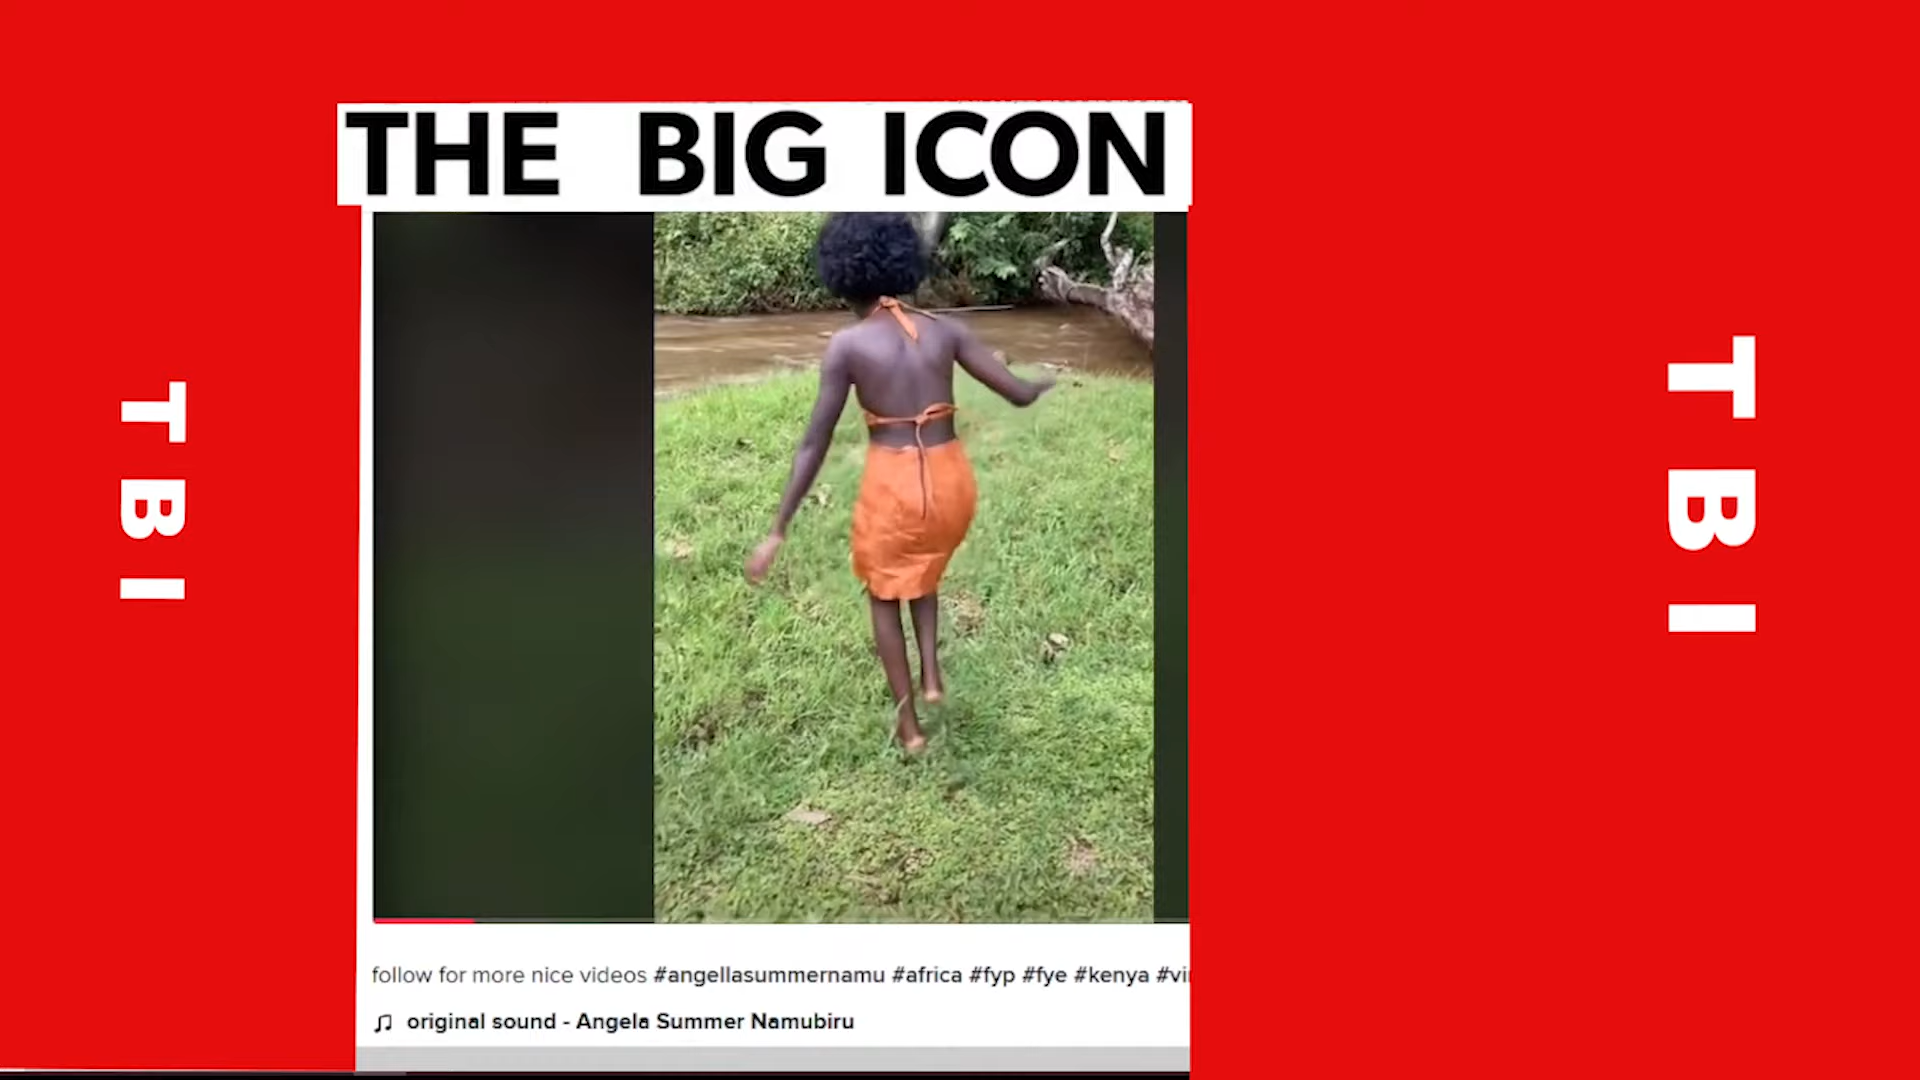 THE BIG ICON
TBI
TBI
follow for more nice videos #angellasummernamu #africa #fyp #fye #kenya #vi
original sound - Angela Summer Namubiru